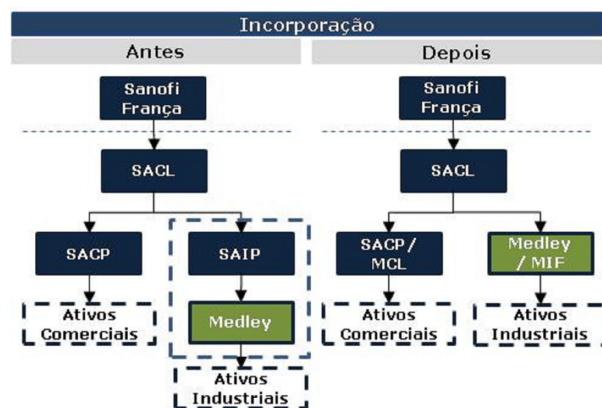 Incorporação
Antes
Depois
Sanofi
França
Sanofi
França
SACL
SACL
SACP
SAIP
SACP /
MCL
Medley
/ MIF
Ativos
Comerciais
Medley
Ativos
Comerciais
Ativos
Industriais
Ativos
Industriais